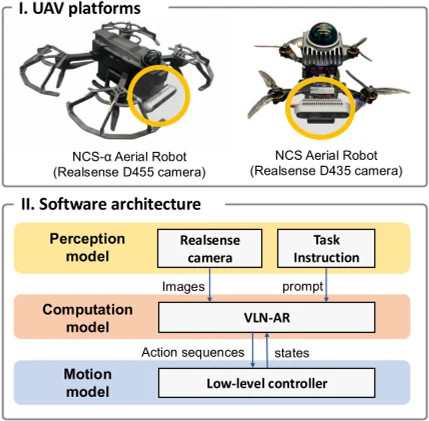 I. UAV platforms
NCS-α Aerial Robot
(Realsense D455 camera)
NCS Aerial Robot
(Realsense D435 camera)
II. Software architecture
Perception
model
Realsense
camera
Task
Instruction
Images
prompt
Computation
model
VLN-AR
Action sequences
states
Motion
model
Low-level controller